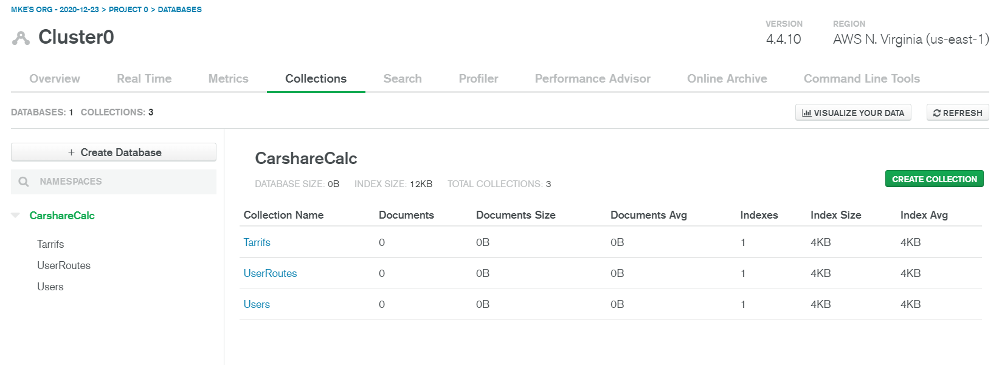 MKE'S ORG - 2020-12-23 > PROJECT 0 > DATABASES
Cluster0
VERSION
4.4.10
REGION
AWS N. Virginia (us-east-1)
Overview Real Time Metrics Collections Search Profiler Performance Advisor Online Archive Command Line Tools
DATABASES: 1 COLLECTIONS: 3
VISUALIZE YOUR DATA
REFRESH
+ Create Database
NAMESPACES
CarshareCalc
Tarrifs
UserRoutes
Users
CarshareCalc
DATABASE SIZE: 0B INDEX SIZE: 12KB TOTAL COLLECTIONS: 3
CREATE COLLECTION
Collection Name Documents Documents Size Documents Avg Indexes Index Size Index Avg
Tarrifs 0 0B 0B 1 4KB 4KB
UserRoutes 0 0B 0B 1 4KB 4KB
Users 0 0B 0B 1 4KB 4KB